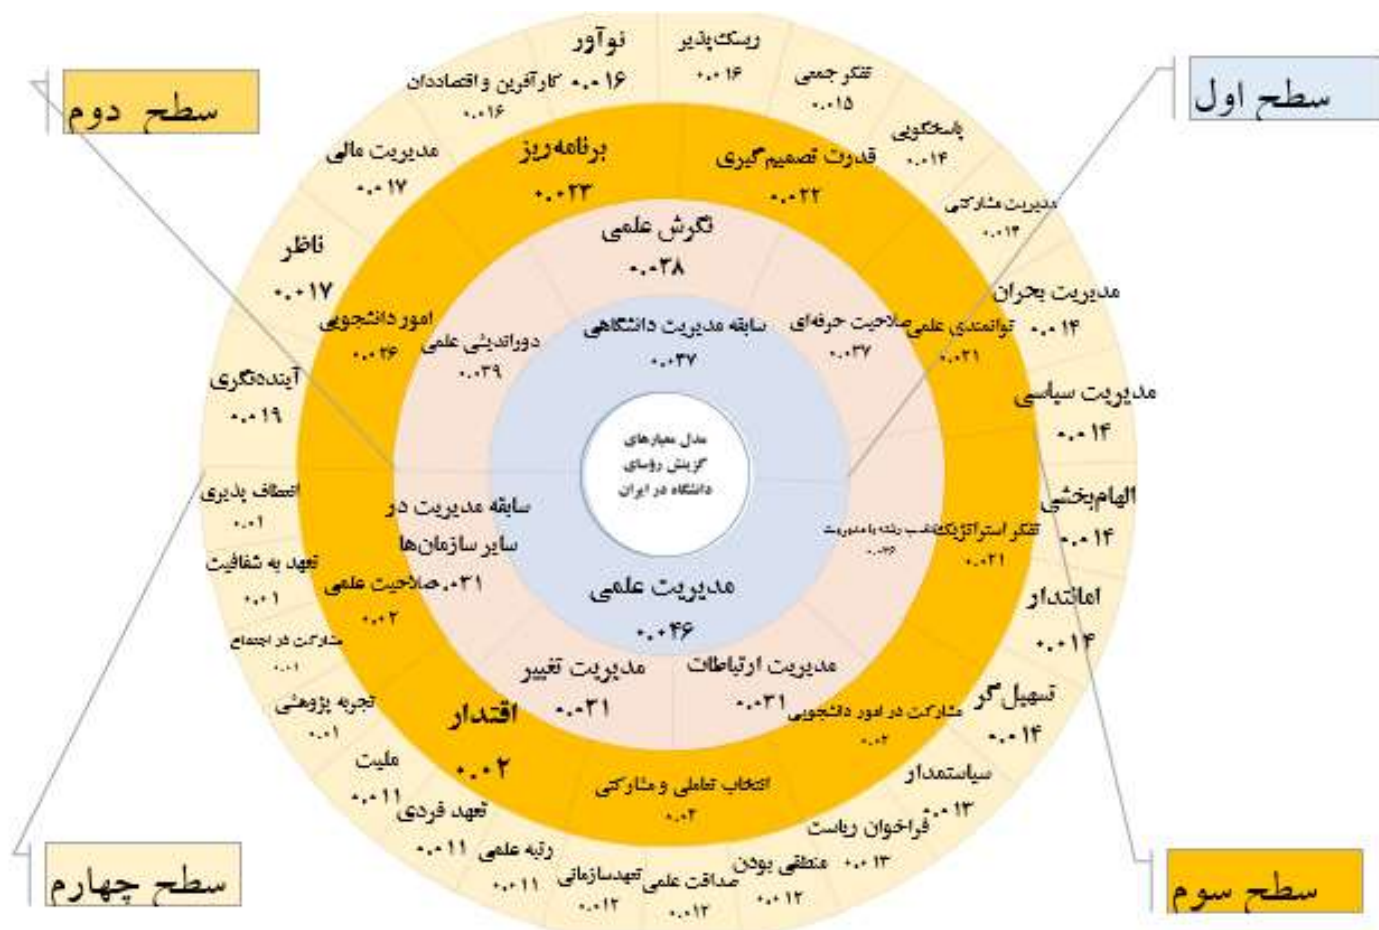 سطح اول
سطح دوم
سطح سوم
سطح چهارم
مدل معیارهای
گزینش رؤسای
دانشگاه در ایران
سابقه مدیریت دانشگاهی
۰.۰۴۷
مدیریت علمی
۰.۰۴۶
نگرش علمی
۰.۰۳۸
صلاحیت حرفه‌ای
۰.۰۳۷
رشته با مدیریت
مدیریت ارتباطات
۰.۰۳۱
مدیریت تغییر
۰.۰۳۱
سابقه مدیریت در
سایر سازمان‌ها
۰.۰۳۱
دوراندیشی علمی
۰.۰۳۹
قدرت تصمیم‌گیری
۰.۰۲۲
توانمندی علمی
۰.۰۲۱
تفکر استراتژیک
۰.۰۲۱
مشارکت در امور دانشجویی
۰.۰۲
انتخاب تعاملی و مشارکتی
۰.۰۲
اقتدار
۰.۰۲
صلاحیت علمی
۰.۰۲
امور دانشجویی
۰.۰۲۶
برنامه‌ریز
۰.۰۲۳
ریسک‌پذیر
۰.۰۱۶
تفکر جمعی
۰.۰۱۵
پاسخگویی
۰.۰۱۴
مدیریت مشارکتی
۰.۰۱۴
مدیریت بحران
۰.۰۱۴
مدیریت سیاسی
۰.۰۱۴
الهام‌بخشی
۰.۰۱۴
امانتدار
۰.۰۱۴
تسهیل‌گر
۰.۰۱۴
سیاستمدار
۰.۰۱۳
فراخوان ریاست
۰.۰۱۳
منطقی بودن
۰.۰۱۲
صداقت علمی
۰.۰۱۲
تعهدسازمانی
۰.۰۱۲
رتبه علمی
۰.۰۱۱
تعهد فردی
۰.۰۱۱
ملیت
۰.۰۱۱
تجربه پژوهشی
۰.۰۱
مشارکت در اجتماع
۰.۰۱
تعهد به شفافیت
۰.۰۱
انعطاف پذیری
۰.۰۱
آینده‌نگری
۰.۰۱۹
ناظر
۰.۰۱۷
مدیریت مالی
۰.۰۱۷
کارآفرین و اقتصاددان
۰.۰۱۶
نوآور
۰.۰۱۶